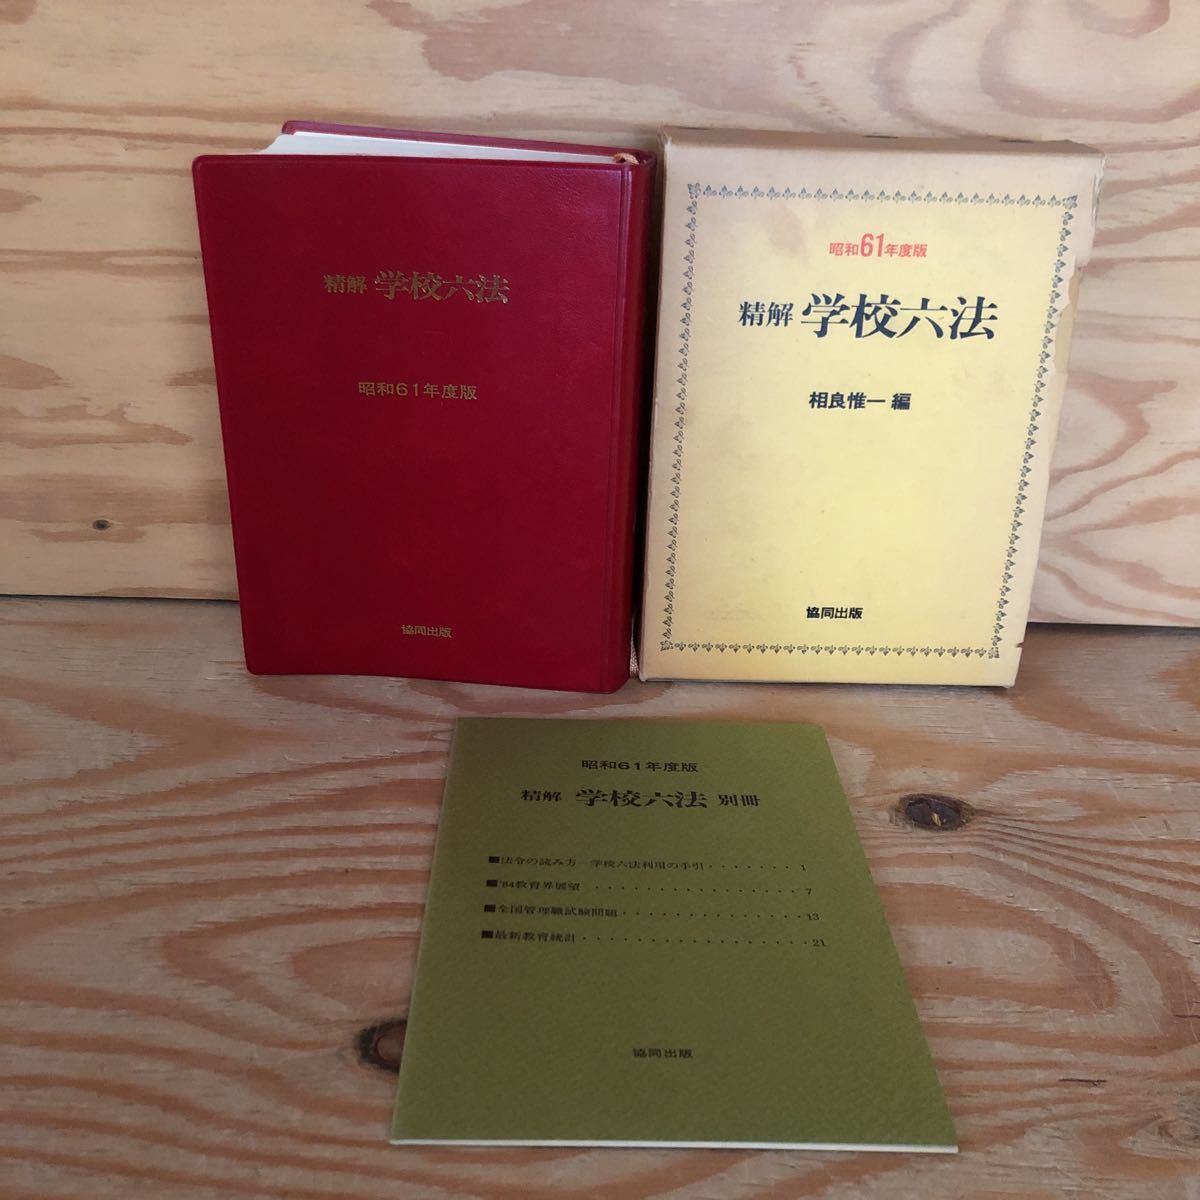 精解 学校六法
昭和61年度版
協同出版
昭和61年度版
精解 学校六法
相良惟一 編
協同出版
昭和61年度版
精解 学校六法 別冊
■法令の読み方－学校六法利用の手引・・・・・・・1
■'84教育界展望 ・・・・・・・・・・・・・・・・7
■全国管理職試験問題・・・・・・・・・・・・・・13
■最新教育統計・・・・・・・・・・・・・・・・・21
協同出版